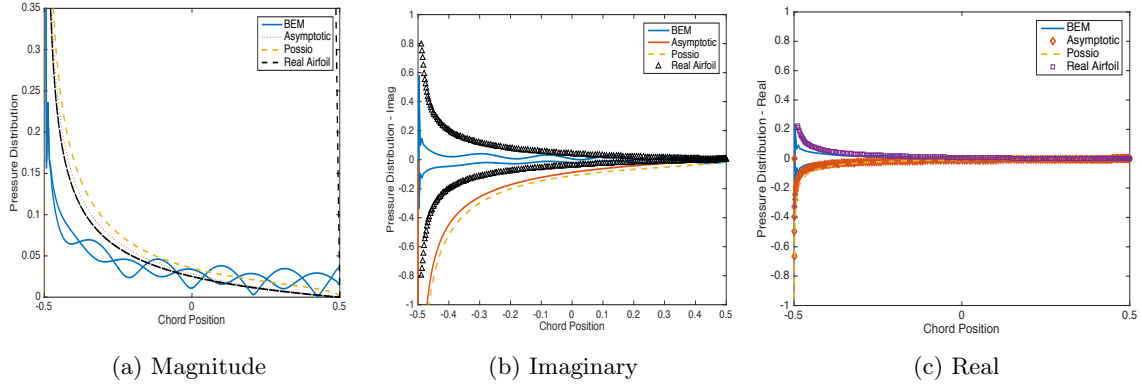 0.35
0.3
0.25
0.2
0.15
0.1
0.05
0
-0.5
0
0.5
Pressure Distribution
Chord Position
BEM
Asymptotic
Possio
Real Airfoil
(a) Magnitude
1
0.8
0.6
0.4
0.2
0
-0.2
-0.4
-0.6
-0.8
-1
-0.5 -0.4 -0.3 -0.2 -0.1 0 0.1 0.2 0.3 0.4 0.5
Pressure Distribution - Imag
Chord Position
BEM
Asymptotic
Possio
Real Airfoil
(b) Imaginary
1
0.8
0.6
0.4
0.2
0
-0.2
-0.4
-0.6
-0.8
-1
-0.5 0 0.5
Pressure Distribution - Real
Chord Position
BEM
Asymptotic
Possio
Real Airfoil
(c) Real